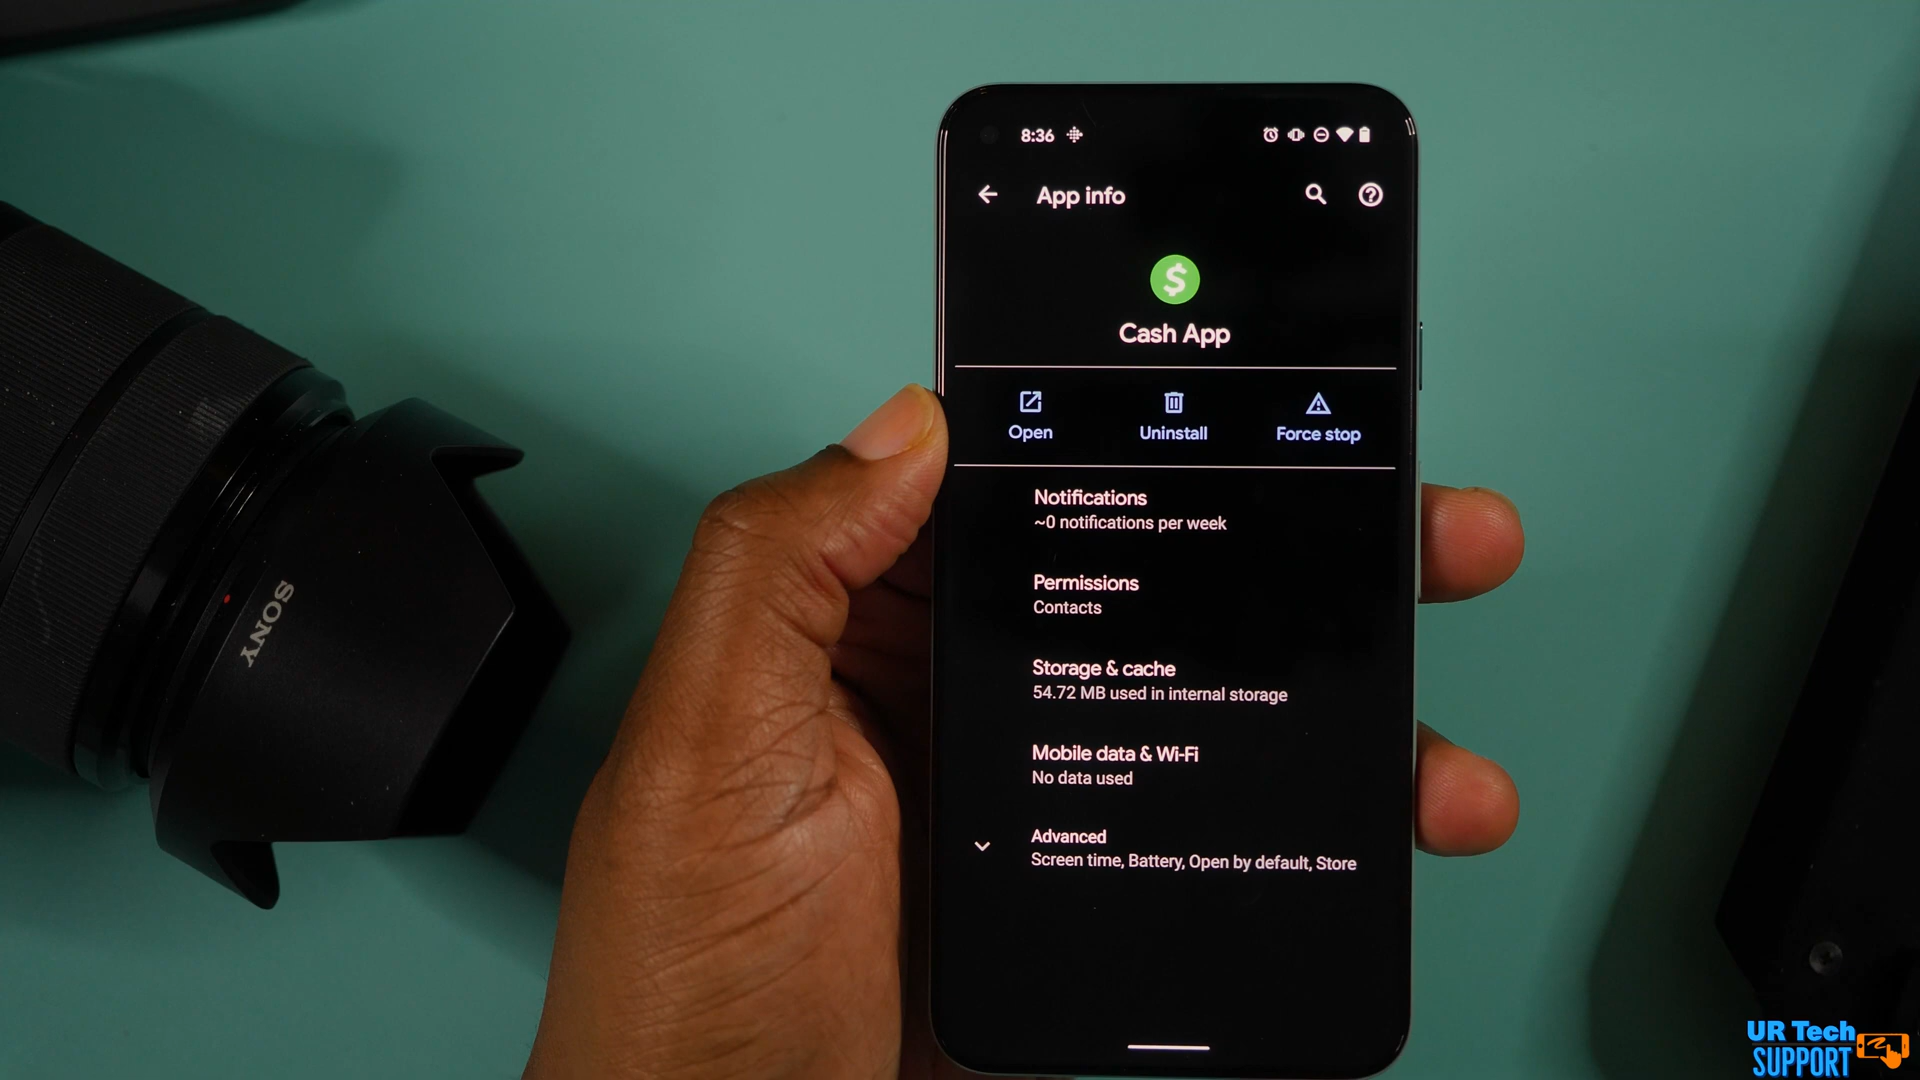 8:36
App info
$
Cash App
Open
Uninstall
Force stop
Notifications
~0 notifications per week
Permissions
Contacts
Storage & cache
54.72 MB used in internal storage
Mobile data & Wi-Fi
No data used
Advanced
Screen time, Battery, Open by default, Store
SONY
UR Tech
SUPPORT